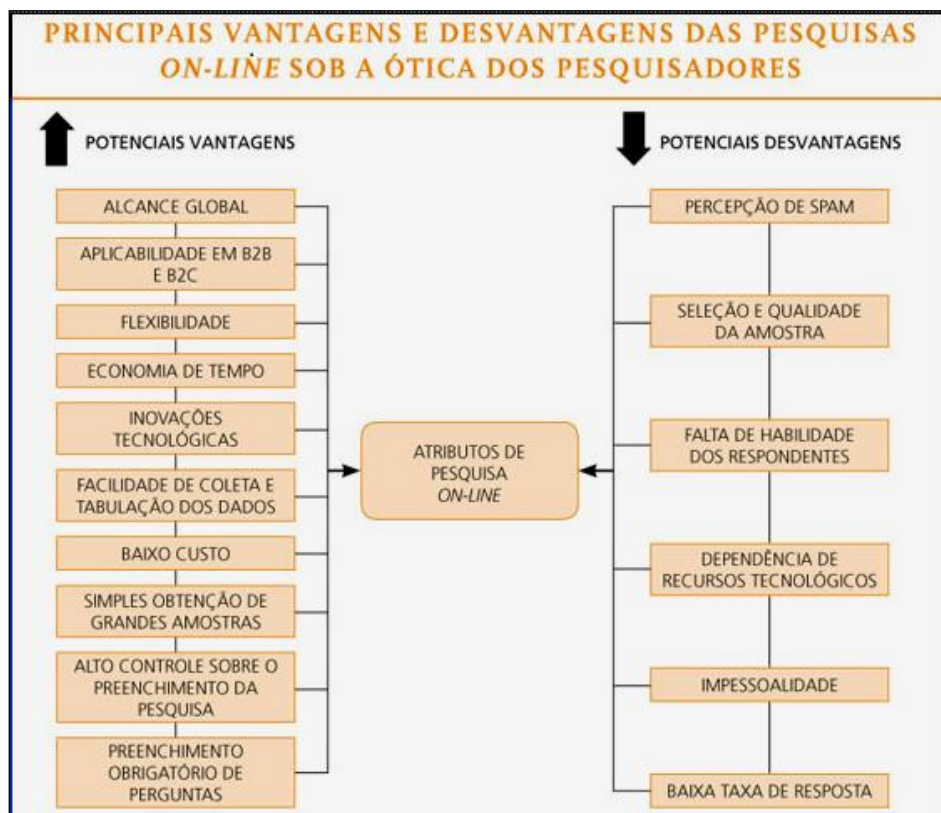 PRINCIPAIS VANTAGENS E DESVANTAGENS DAS PESQUISAS
ON-LINE SOB A ÓTICA DOS PESQUISADORES
POTENCIAIS VANTAGENS
ALCANCE GLOBAL
APLICABILIDADE EM B2B
E B2C
FLEXIBILIDADE
ECONOMIA DE TEMPO
INOVAÇÕES
TECNOLÓGICAS
FACILIDADE DE COLETA E
TABULAÇÃO DOS DADOS
BAIXO CUSTO
SIMPLES OBTENÇÃO DE
GRANDES AMOSTRAS
ALTO CONTROLE SOBRE O
PREENCHIMENTO DA
PESQUISA
PREENCHIMENTO
OBRIGATÓRIO DE
PERGUNTAS
ATRIBUTOS DE
PESQUISA
ON-LINE
POTENCIAIS DESVANTAGENS
PERCEPÇÃO DE SPAM
SELEÇÃO E QUALIDADE
DA AMOSTRA
FALTA DE HABILIDADE
DOS RESPONDENTES
DEPENDÊNCIA DE
RECURSOS TECNOLÓGICOS
IMPESSOALIDADE
BAIXA TAXA DE RESPOSTA